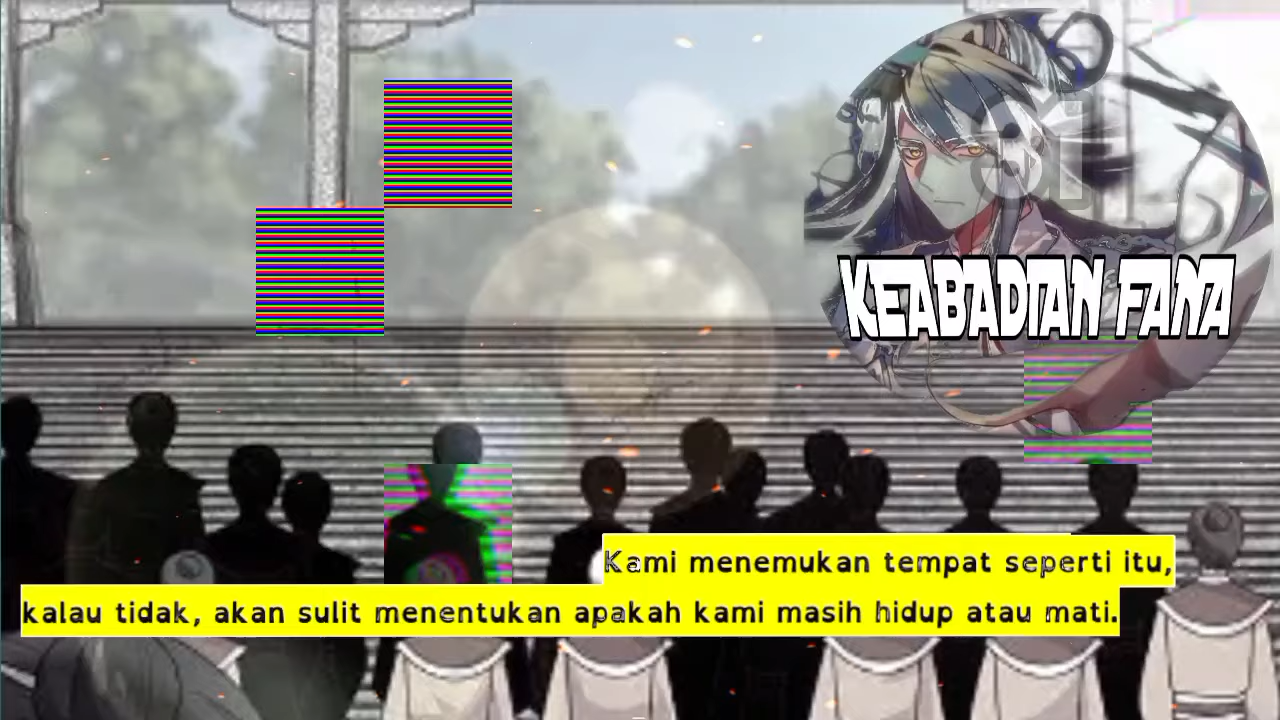 KEABADIAN FANA
Kami menemukan tempat seperti itu,
kalau tidak, akan sulit menentukan apakah kami masih hidup atau mati.